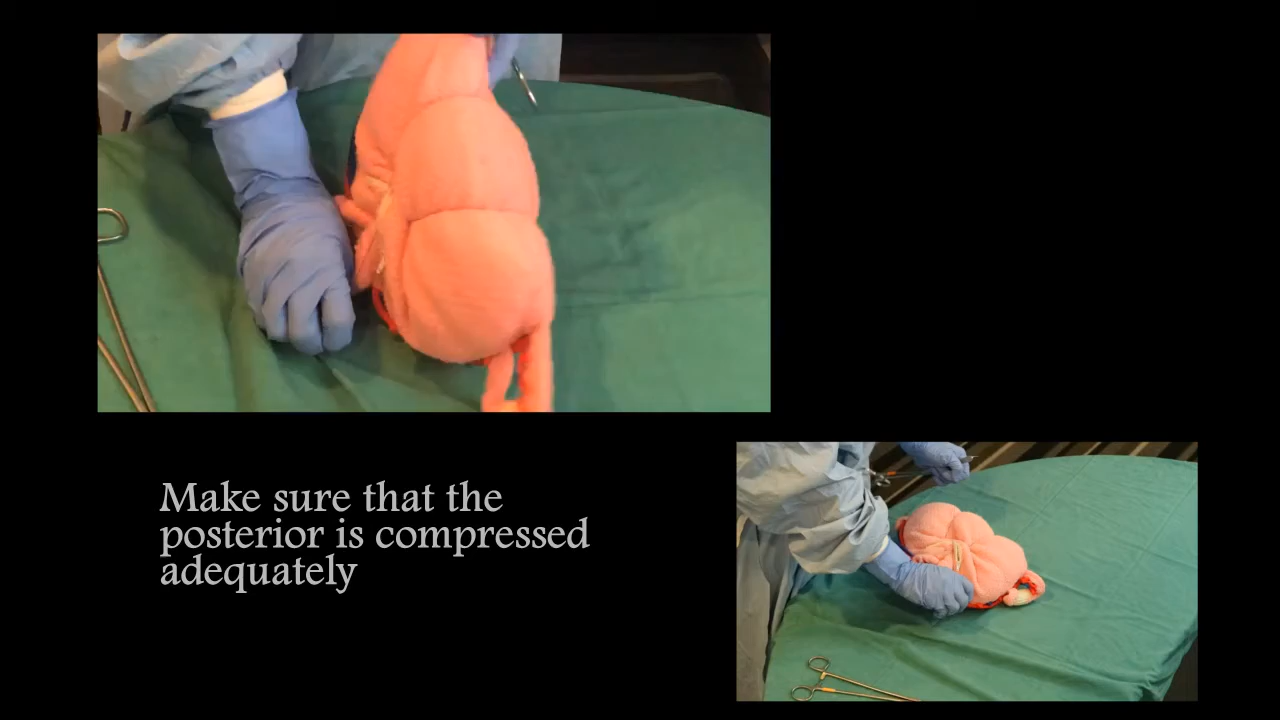 Make sure that the
posterior is compressed
adequately